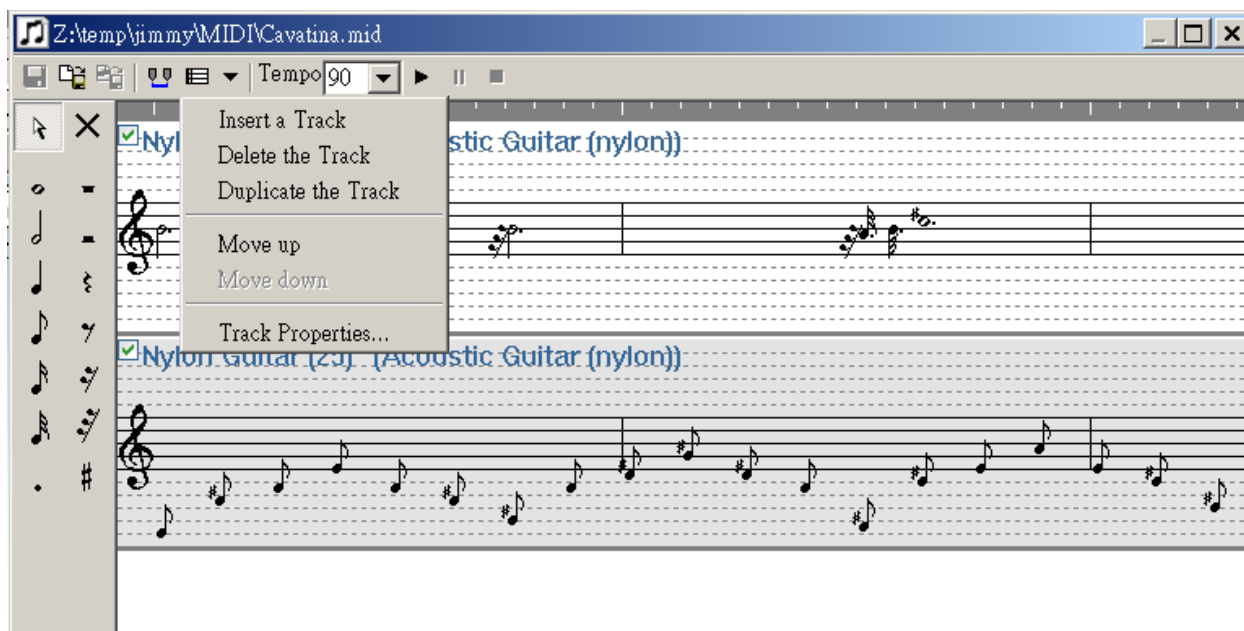 Z:\temp\jimmy\MIDI\Cavatina.mid
Tempo 90
Insert a Track
Delete the Track
Duplicate the Track
Move up
Move down
Track Properties...
Nyl stic Guitar (nylon))
Nylon Guitar (25) (Acoustic Guitar (nylon))